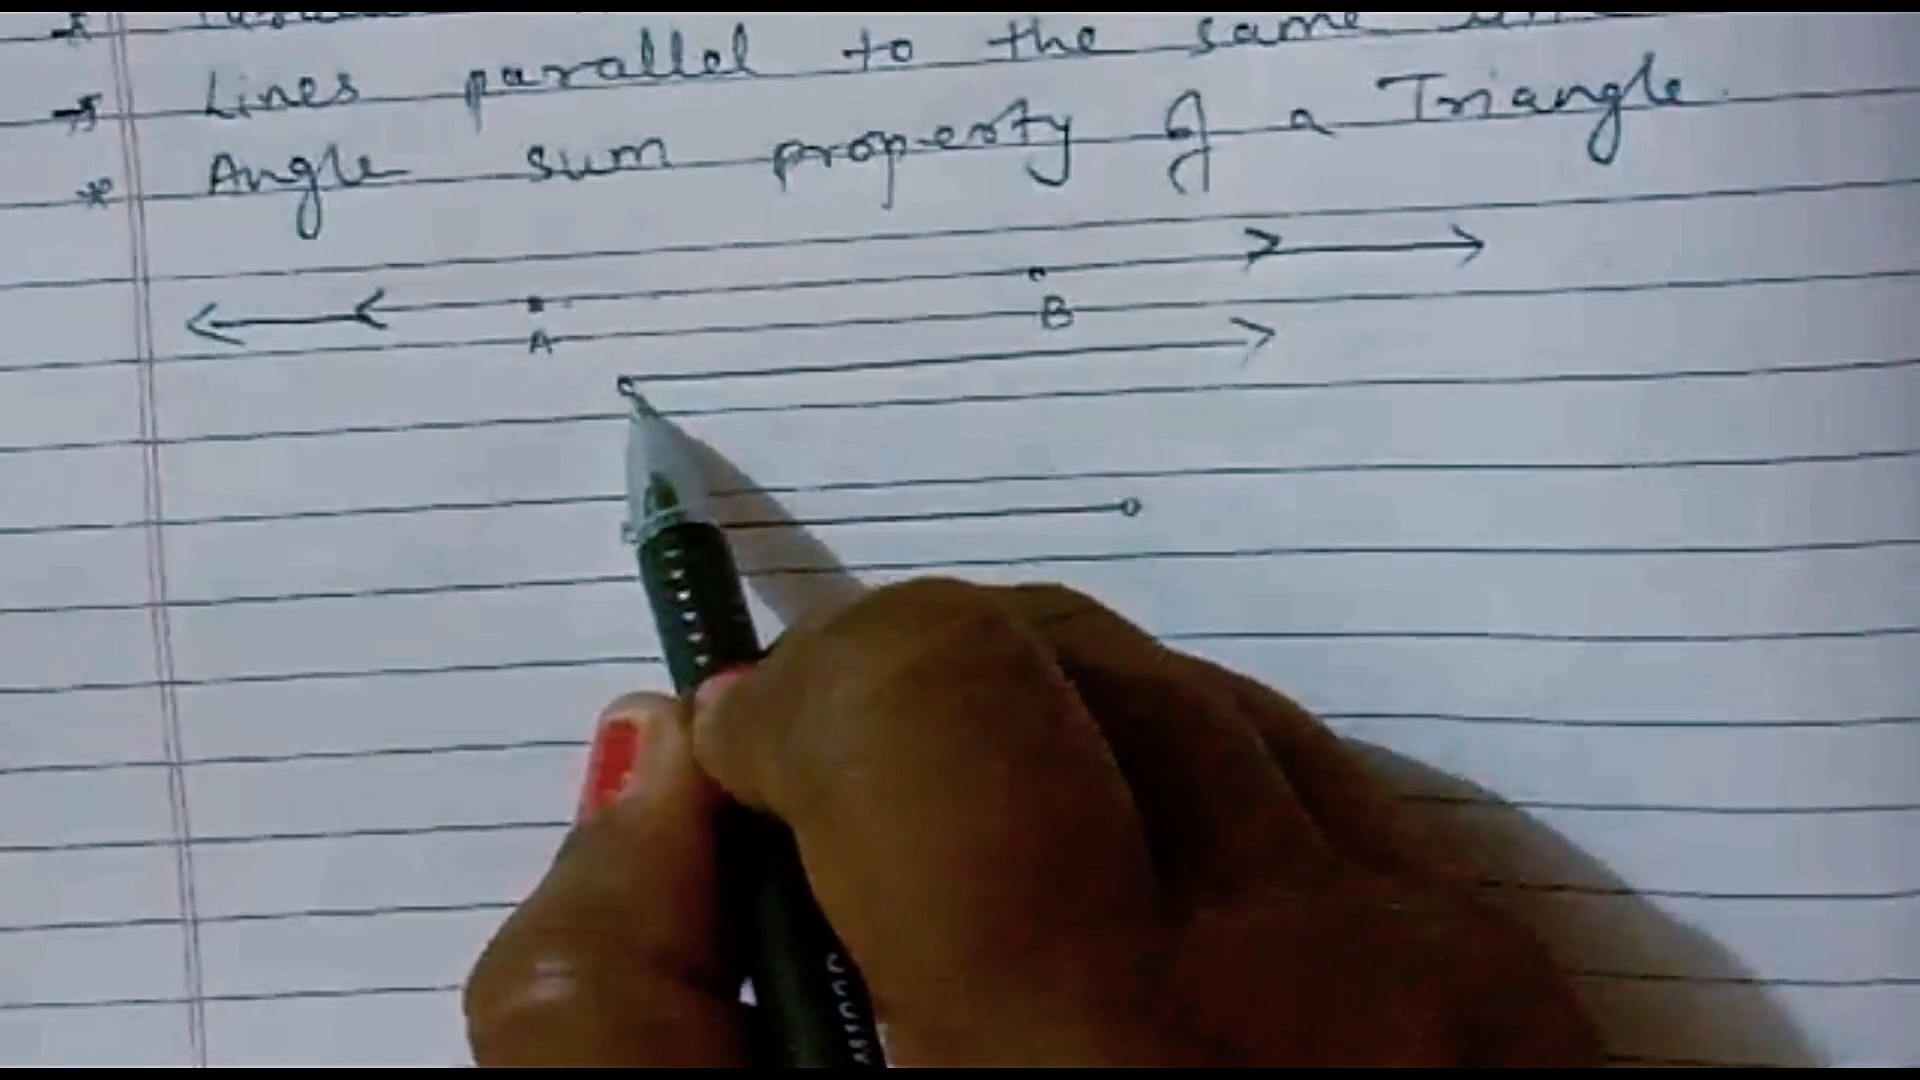 → Lines parallel to the same
* Angle sum property of a Triangle.
A
B